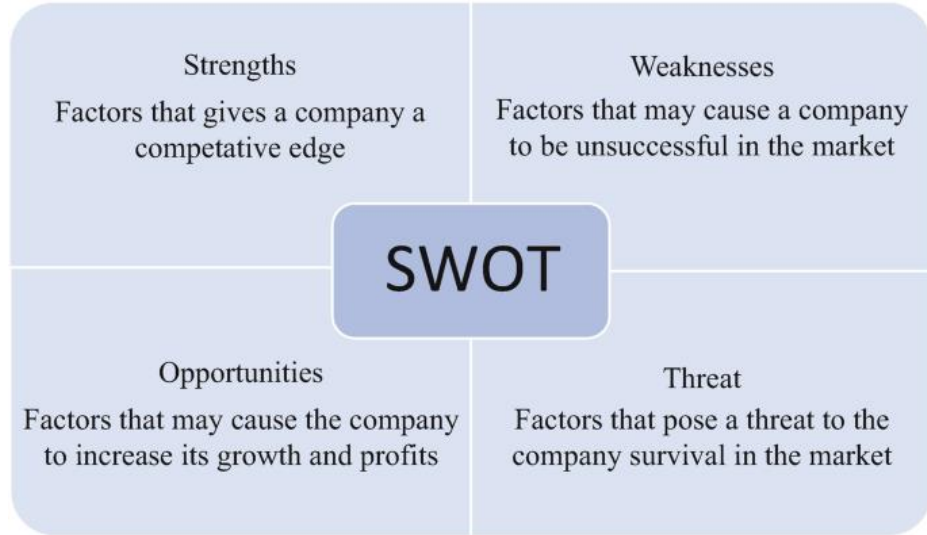 Strengths
Factors that gives a company a
competative edge
Weaknesses
Factors that may cause a company
to be unsuccessful in the market
SWOT
Opportunities
Factors that may cause the company
to increase its growth and profits
Threat
Factors that pose a threat to the
company survival in the market